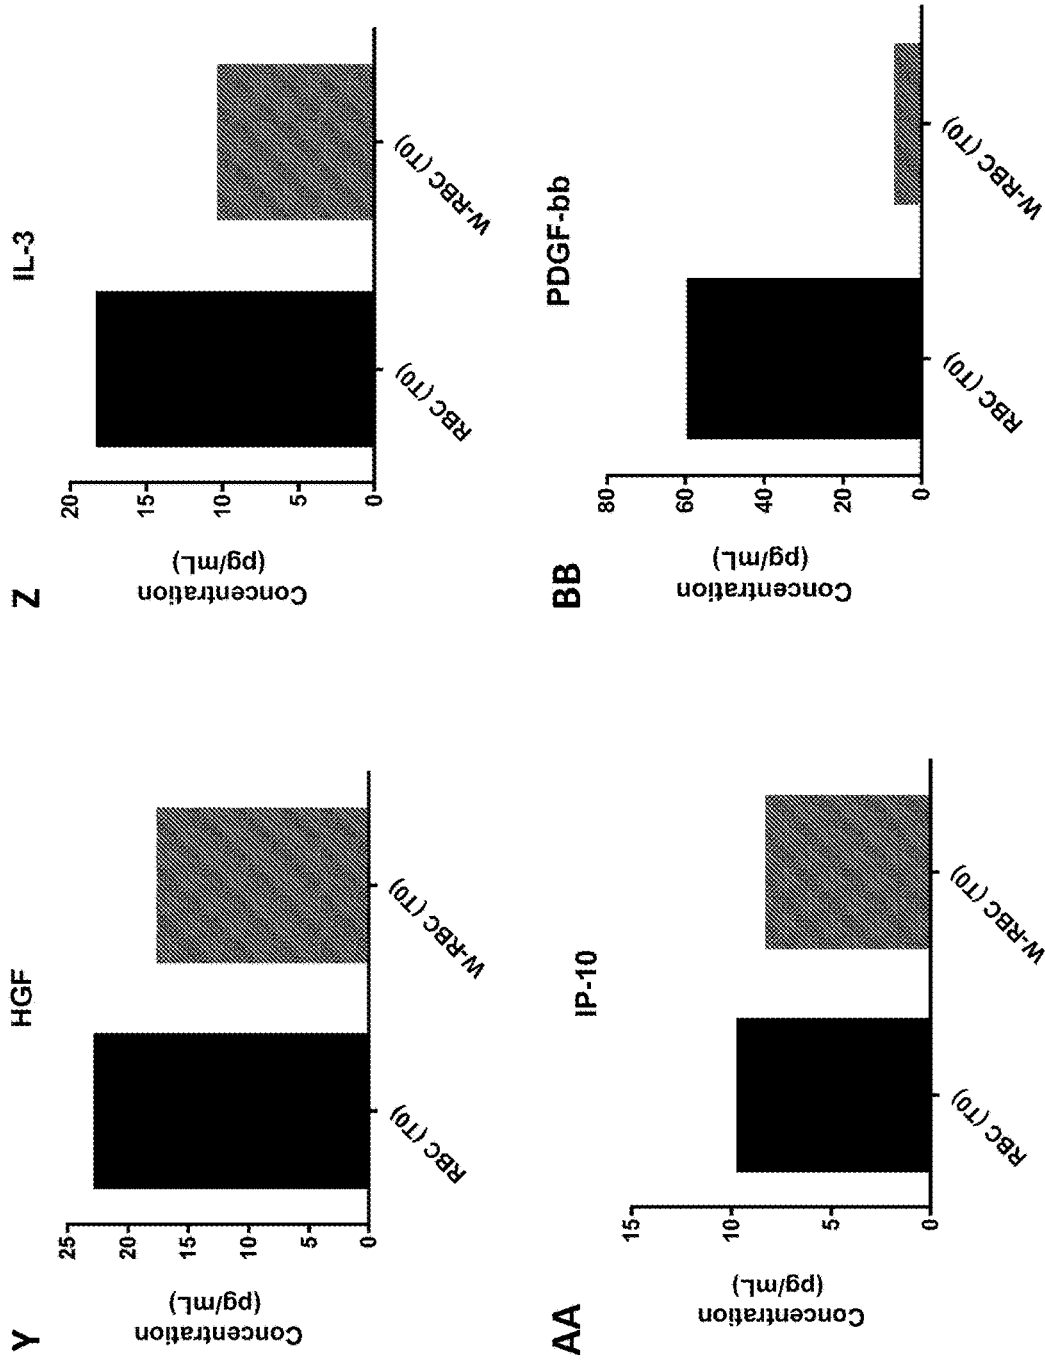 Y
HGF
Concentration
(pg/mL)
25
20
15
10
5
0
RBC (T0)
W-RBC (T0)
Z
IL-3
Concentration
(pg/mL)
20
15
10
5
0
RBC (T0)
W-RBC (T0)
AA
IP-10
Concentration
(pg/mL)
15
10
5
0
RBC (T0)
W-RBC (T0)
BB
PDGF-bb
Concentration
(pg/mL)
80
60
40
20
0
RBC (T0)
W-RBC (T0)